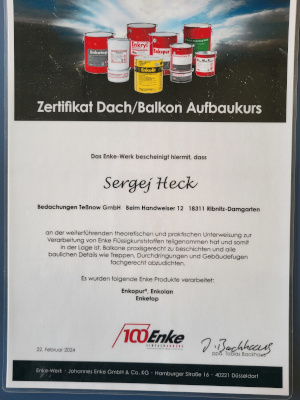 Zertifikat Dach/Balkon Aufbaukurs
Das Enke-Werk bescheinigt hiermit, dass
Sergej Heck
Bedachungen Teßnow GmbH Beim Handweiser 12 18311 Ribnitz-Damgarten
an der weiterführenden theoretischen und praktischen Unterweisung zur
Verarbeitung von Enke Flüssigkunststoffen teilgenommen hat und somit
in der Lage ist, Balkone praxisgerecht zu beschichten und alle
baulichen Details wie Treppen, Durchdringungen und Gebäudefugen
fachgerecht abzudichten.
Es wurden folgende Enke Produkte verarbeitet:
Enkopur®, Enkolan
Enketop
100 Enke
22. Februar 2024
ppa. Tobias Backhaus
Enke-Werk · Johannes Enke GmbH & Co. KG · Hamburger Straße 16 · 40221 Düsseldorf